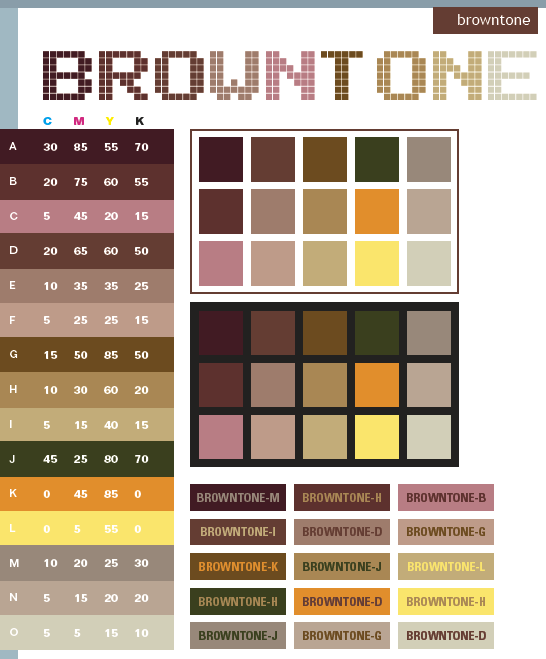 browntone
BROWNTONE
C M Y K
A 30 85 55 70
B 20 75 60 55
C 5 45 20 15
D 20 65 60 50
E 10 35 35 25
F 5 25 25 15
G 15 50 85 50
H 10 30 60 20
I 5 15 40 15
J 45 25 80 70
K 0 45 85 0
L 0 5 55 0
M 10 20 25 30
N 5 15 20 20
O 5 5 15 10
BROWNTONE-M BROWNTONE-H BROWNTONE-B
BROWNTONE-I BROWNTONE-D BROWNTONE-G
BROWNTONE-K BROWNTONE-J BROWNTONE-L
BROWNTONE-H BROWNTONE-D BROWNTONE-H
BROWNTONE-J BROWNTONE-G BROWNTONE-D